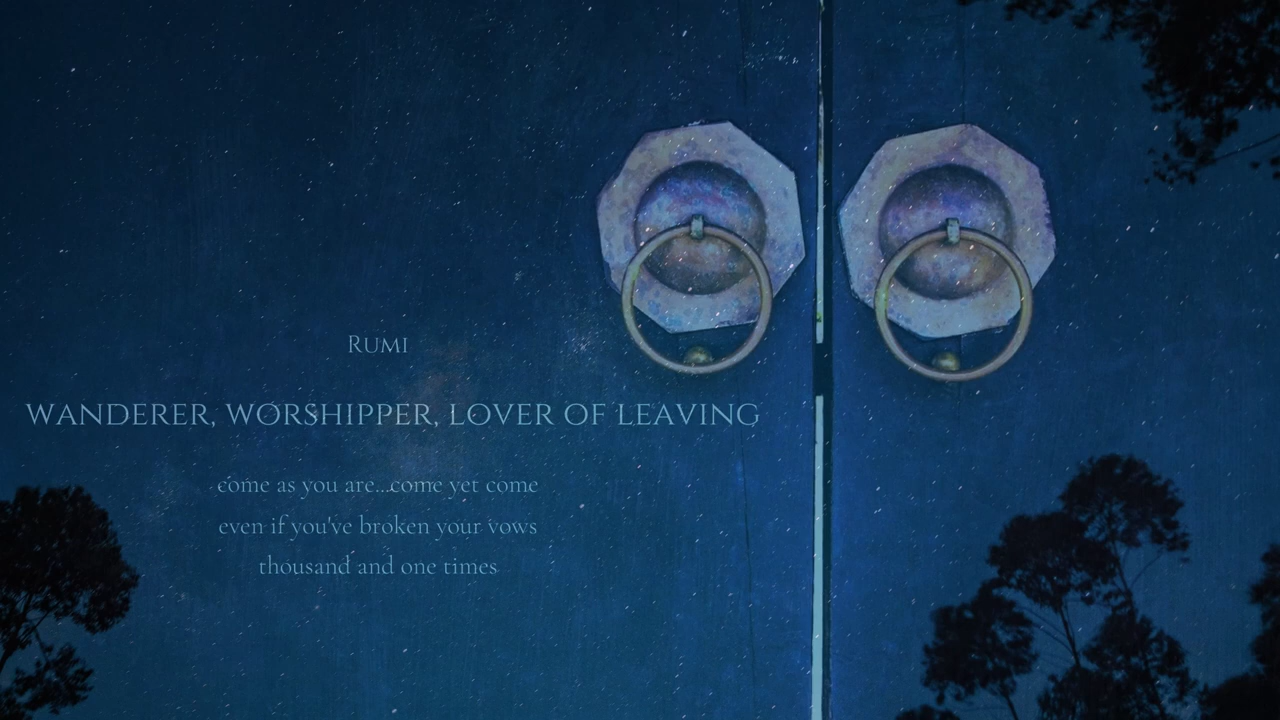 Rumi
WANDERER, WORSHIPPER, LOVER OF LEAVING
come as you are...come yet come
even if you've broken your vows
thousand and one times